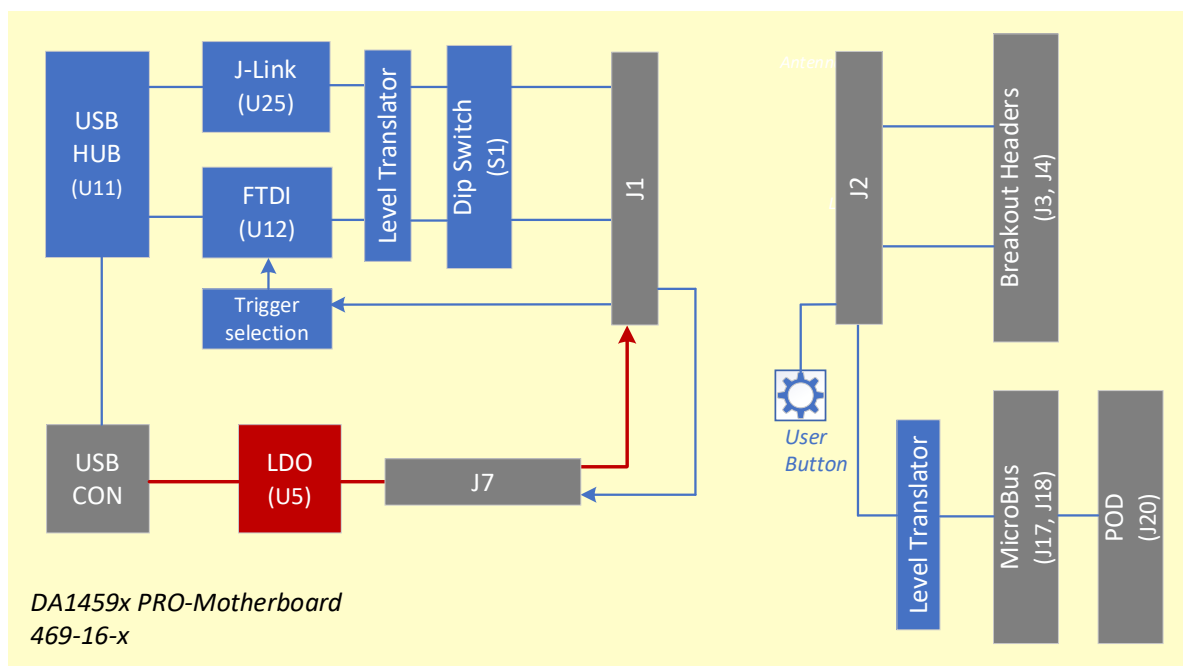 USB
HUB
(U11)
J-Link
(U25)
FTDI
(U12)
Trigger
selection
Level Translator
Dip Switch
(S1)
J1
USB
CON
LDO
(U5)
J7
Antenna
J2
Breakout Headers
(J3, J4)
User
Button
Level Translator
MicroBus
(J17, J18)
POD
(J20)
DA1459x PRO-Motherboard
469-16-x